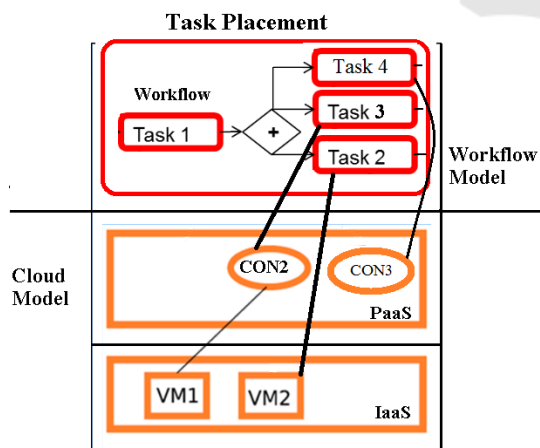 Task Placement
Workflow
Task 4
Task 3
Task 1
+
Task 2
Workflow
Model
Cloud
Model
CON2
CON3
PaaS
VM1
VM2
IaaS